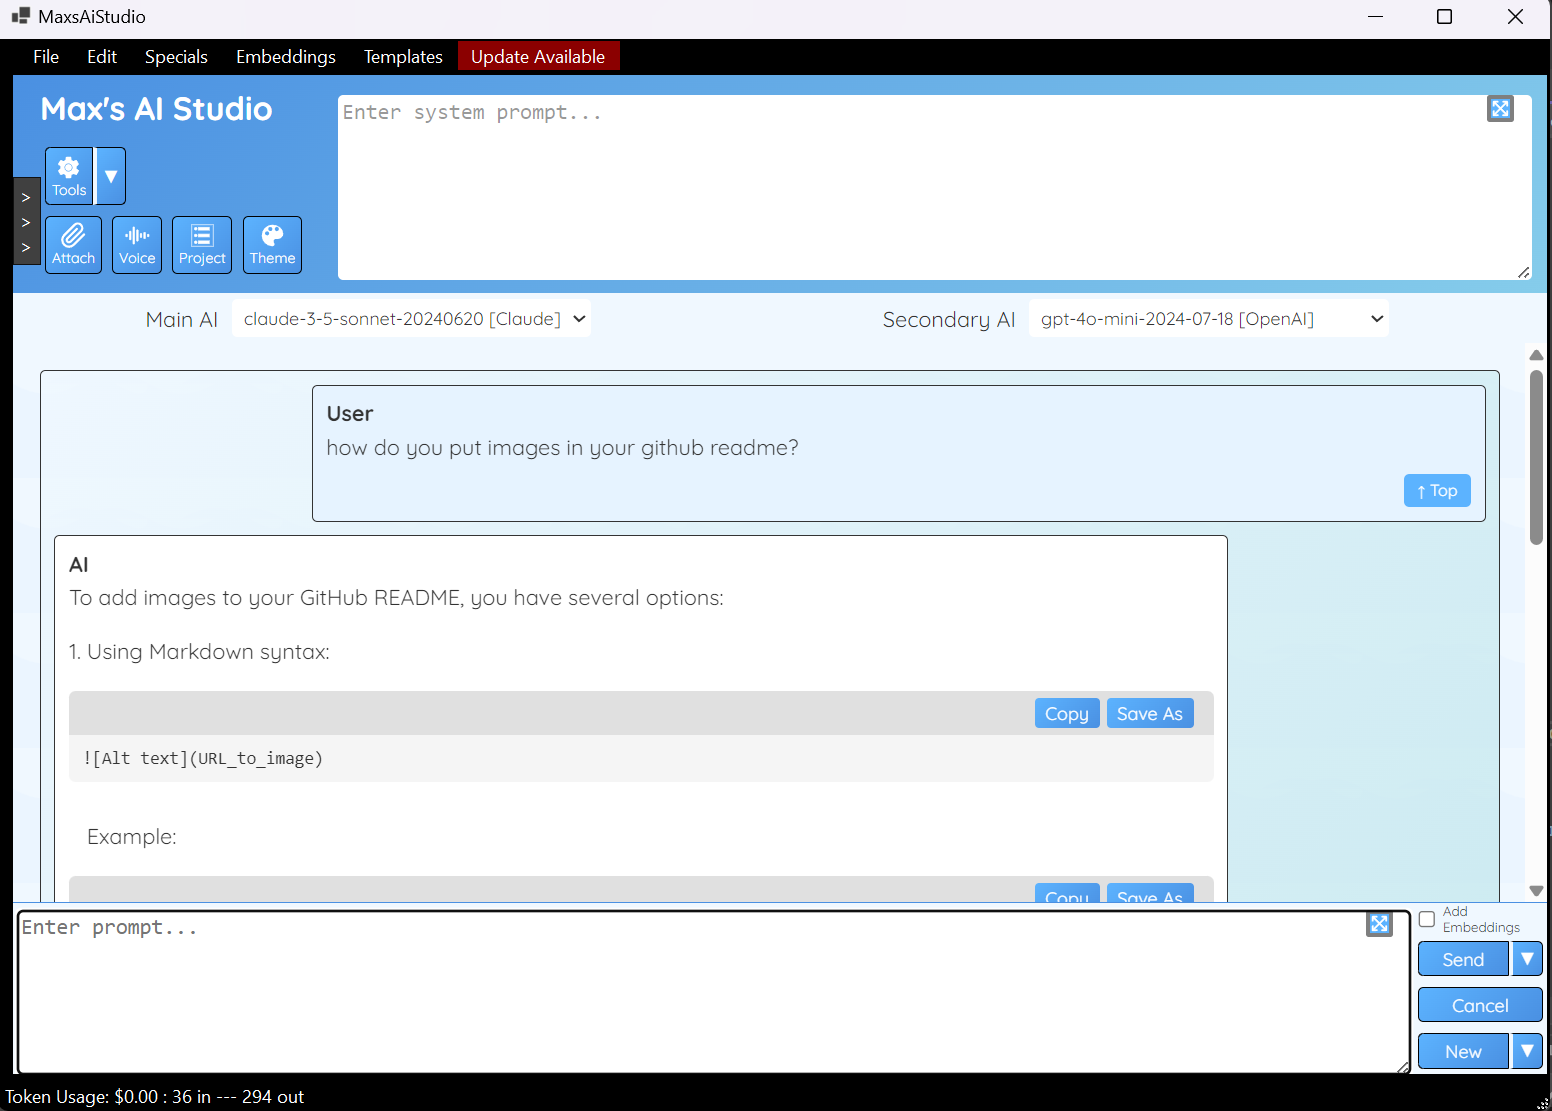 MaxsAiStudio
File Edit Specials Embeddings Templates Update Available
Max's AI Studio
Enter system prompt...
Tools ▼
>
>
>
Attach Voice Project Theme
Main AI claude-3-5-sonnet-20240620 [Claude] Secondary AI gpt-4o-mini-2024-07-18 [OpenAI]
User
how do you put images in your github readme?
↑ Top
AI
To add images to your GitHub README, you have several options:
1. Using Markdown syntax:
Copy Save As
![Alt text](URL_to_image)
Example:
Copy Save As
Enter prompt...
Add
Embeddings
Send ▼
Cancel
New ▼
Token Usage: $0.00 : 36 in --- 294 out